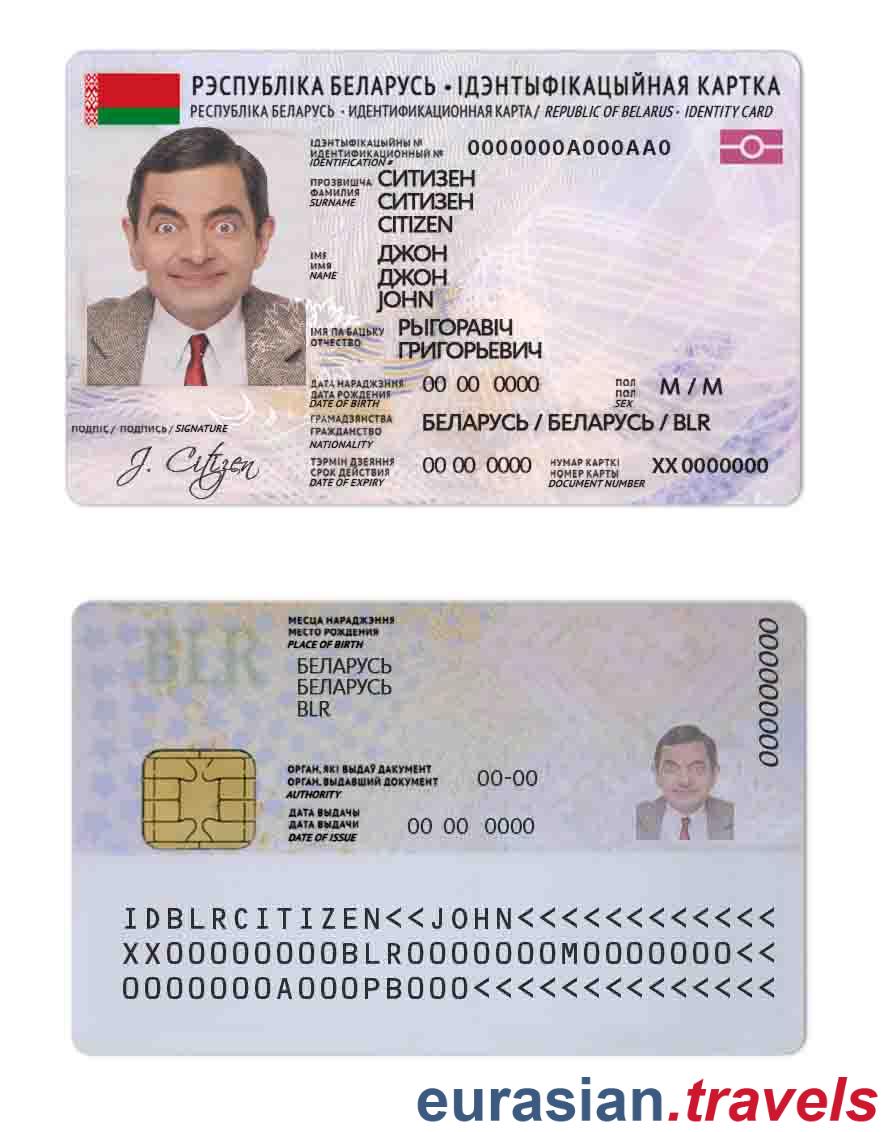 РЭСПУБЛІКА БЕЛАРУСЬ • ІДЭНТЫФІКАЦЫЙНАЯ КАРТКА
РЕСПУБЛІКА БЕЛАРУСЬ • ИДЕНТИФИКАЦИОННАЯ КАРТА / REPUBLIC OF BELARUS • IDENTITY CARD
ІДЭНТЫФІКАЦЫЙНЫ №
ИДЕНТИФИКАЦИОННЫЙ №
IDENTIFICATION #
0000000A000AA0
ПРОЗВІШЧА
ФАМИЛИЯ
SURNAME
СИТИЗЕН
СИТИЗЕН
CITIZEN
ІМЯ
ИМЯ
NAME
ДЖОН
ДЖОН
JOHN
ІМЯ ПА БАЦЬКУ
ОТЧЕСТВО
РЫГОРАВІЧ
ГРИГОРЬЕВИЧ
ДАТА НАРАДЖЭННЯ
ДАТА РОЖДЕНИЯ
DATE OF BIRTH
00 00 0000
ПОЛ
ПОЛ
SEX
M / M
ГРАМАДЗЯНСТВА
ГРАЖДАНСТВО
NATIONALITY
БЕЛАРУСЬ / БЕЛАРУСЬ / BLR
ПОДПІС / ПОДПИСЬ / SIGNATURE
J. Citizen
ТЭРМІН ДЗЕЯННЯ
СРОК ДЕЙСТВИЯ
DATE OF EXPIRY
00 00 0000
НУМАР КАРТКІ
НОМЕР КАРТЫ
DOCUMENT NUMBER
XX 0000000
BLR
МЕСЦА НАРАДЖЭННЯ
МЕСТО РОЖДЕНИЯ
PLACE OF BIRTH
БЕЛАРУСЬ
БЕЛАРУСЬ
BLR
000000000
ОРГАН, ЯКІ ВЫДАЎ ДАКУМЕНТ
ОРГАН, ВЫДАВШИЙ ДОКУМЕНТ
AUTHORITY
00-00
ДАТА ВЫДАЧЫ
ДАТА ВЫДАЧИ
DATE OF ISSUE
00 00 0000
IDBLRCITIZEN<<JOHN<<<<<<<<<<<<
XX00000000BLR0000000M0000000<<
0000000A000PB000<<<<<<<<<<<<<<
eurasian.travels